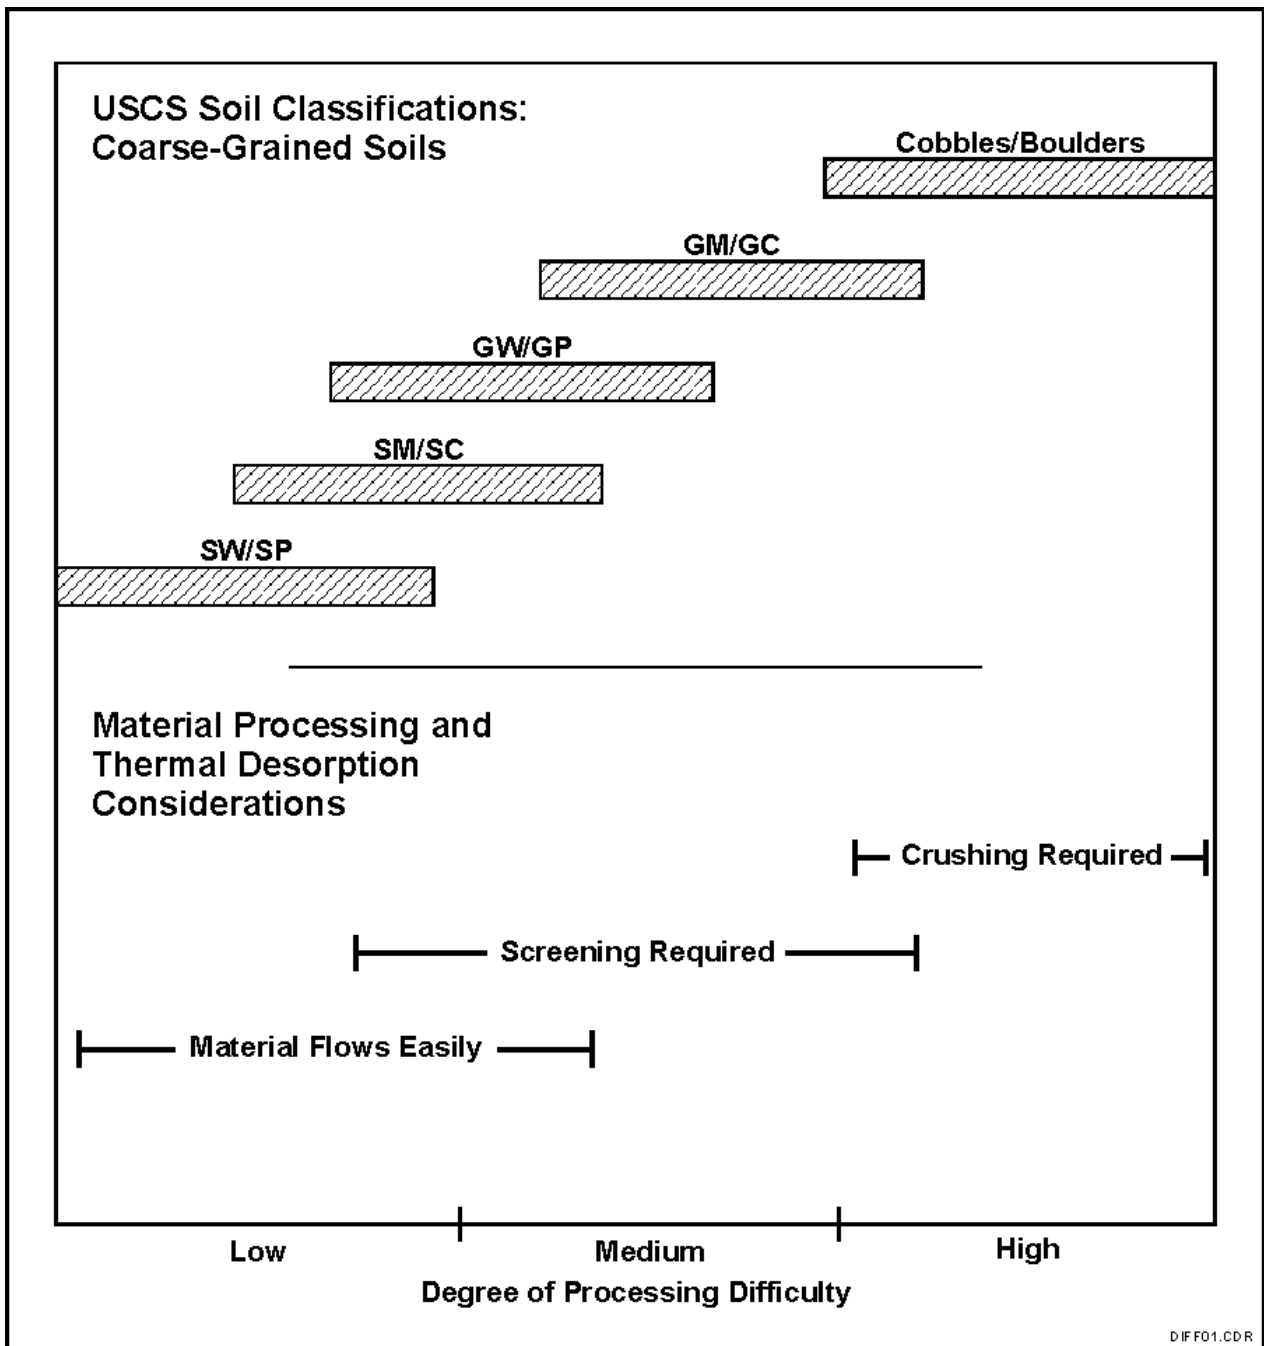 USCS Soil Classifications:
Coarse-Grained Soils
Cobbles/Boulders
GM/GC
GW/GP
SM/SC
SW/SP
Material Processing and
Thermal Desorption
Considerations
Crushing Required
Screening Required
Material Flows Easily
Low Medium High
Degree of Processing Difficulty
DIFF01.CDR